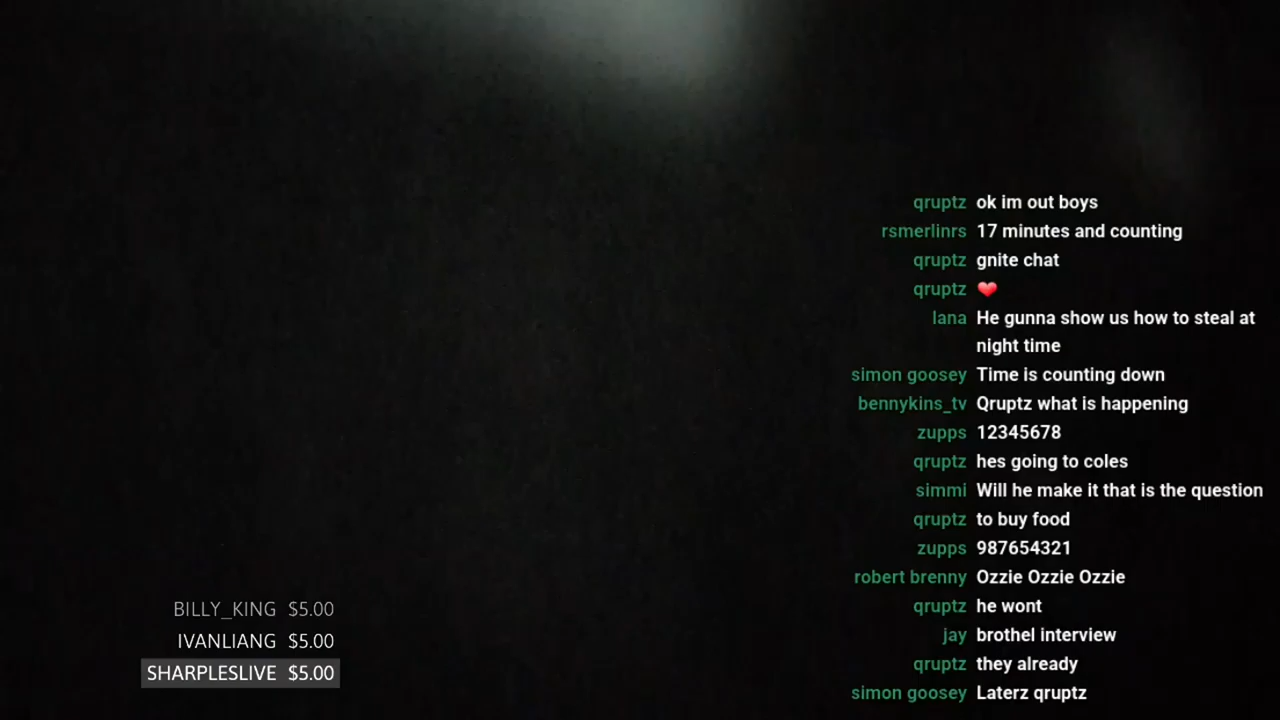 qruptz ok im out boys
rsmerlinrs 17 minutes and counting
qruptz gnite chat
qruptz ❤️
lana He gunna show us how to steal at
night time
simon goosey Time is counting down
bennykins_tv Qruptz what is happening
zupps 12345678
qruptz hes going to coles
simmi Will he make it that is the question
qruptz to buy food
zupps 987654321
robert brenny Ozzie Ozzie Ozzie
qruptz he wont
jay brothel interview
qruptz they already
simon goosey Laterz qruptz
BILLY_KING $5.00
IVANLIANG $5.00
SHARPLESLIVE $5.00